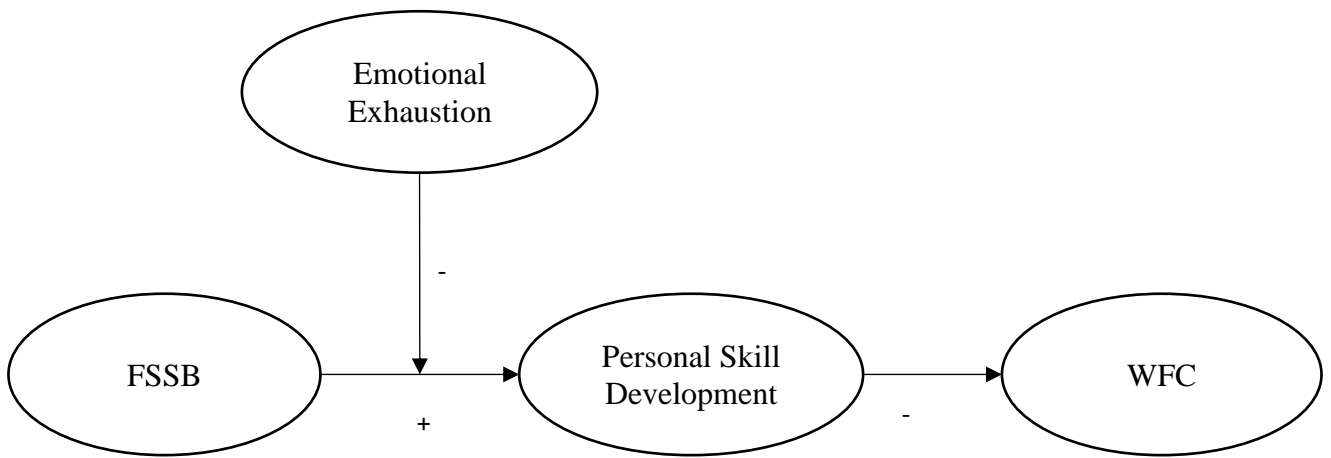 Emotional
Exhaustion
-
FSSB
+
Personal Skill
Development
-
WFC